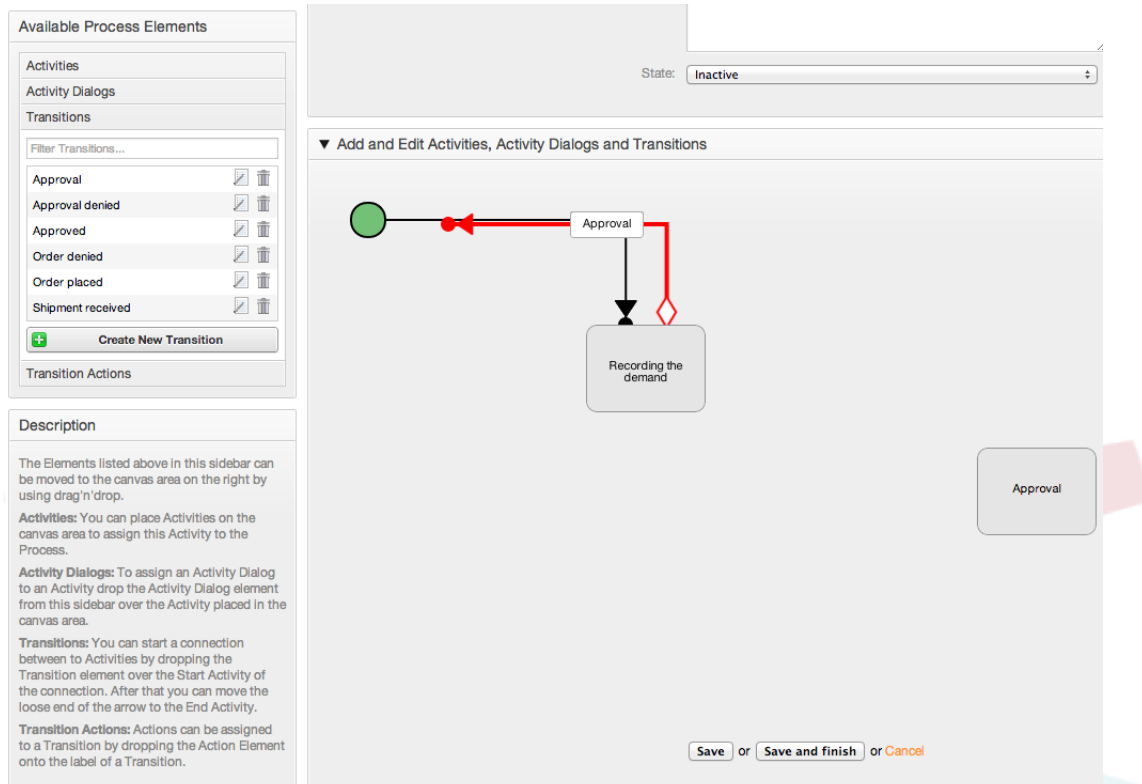 Available Process Elements
Activities
Activity Dialogs
Transitions
Filter Transitions...
Approval
Approval denied
Approved
Order denied
Order placed
Shipment received
Create New Transition
Transition Actions
Description
The Elements listed above in this sidebar can
be moved to the canvas area on the right by
using drag'n'drop.
Activities: You can place Activities on the
canvas area to assign this Activity to the
Process.
Activity Dialogs: To assign an Activity Dialog
to an Activity drop the Activity Dialog element
from this sidebar over the Activity placed in the
canvas area.
Transitions: You can start a connection
between to Activities by dropping the
Transition element over the Start Activity of
the connection. After that you can move the
loose end of the arrow to the End Activity.
Transition Actions: Actions can be assigned
to a Transition by dropping the Action Element
onto the label of a Transition.
State: Inactive
Add and Edit Activities, Activity Dialogs and Transitions
Approval
Recording the
demand
Approval
Save or Save and finish or Cancel